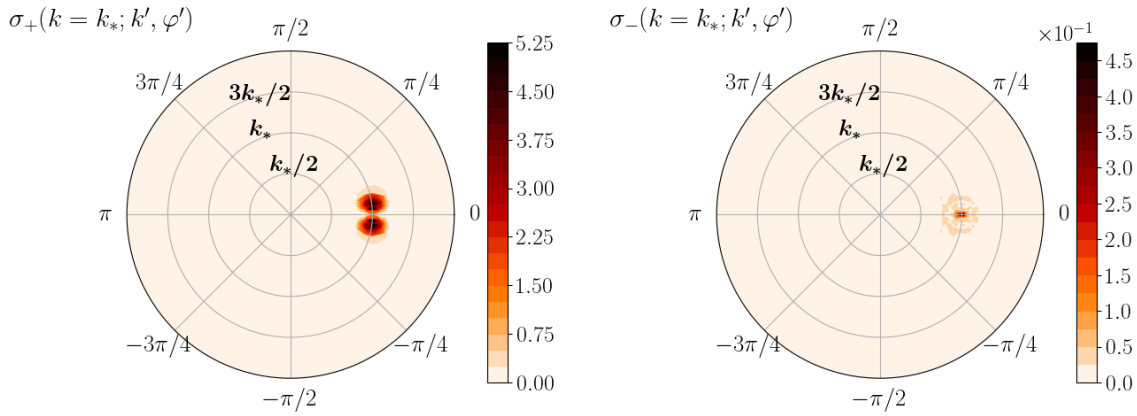 σ₊(k = k₎; k′, φ′)
π/2
3π/4
π/4
3k₎/2
k₎
k₎/2
π
0
−3π/4
−π/4
−π/2
5.25
4.50
3.75
3.00
2.25
1.50
0.75
0.00
σ₋(k = k₎; k′, φ′)
×10⁻¹
π/2
3π/4
π/4
3k₎/2
k₎
k₎/2
π
0
−3π/4
−π/4
−π/2
4.5
4.0
3.5
3.0
2.5
2.0
1.5
1.0
0.5
0.0